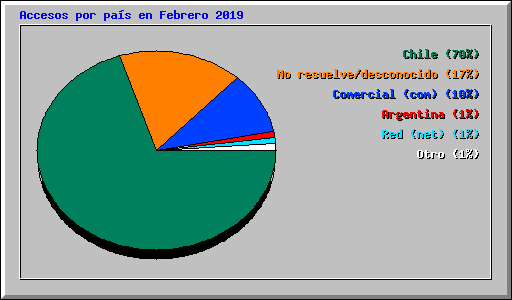 Accesos por país en Febrero 2019
Chile (70%)
No resuelve/desconocido (17%)
Comercial (com) (10%)
Argentina (1%)
Red (net) (1%)
Otro (1%)